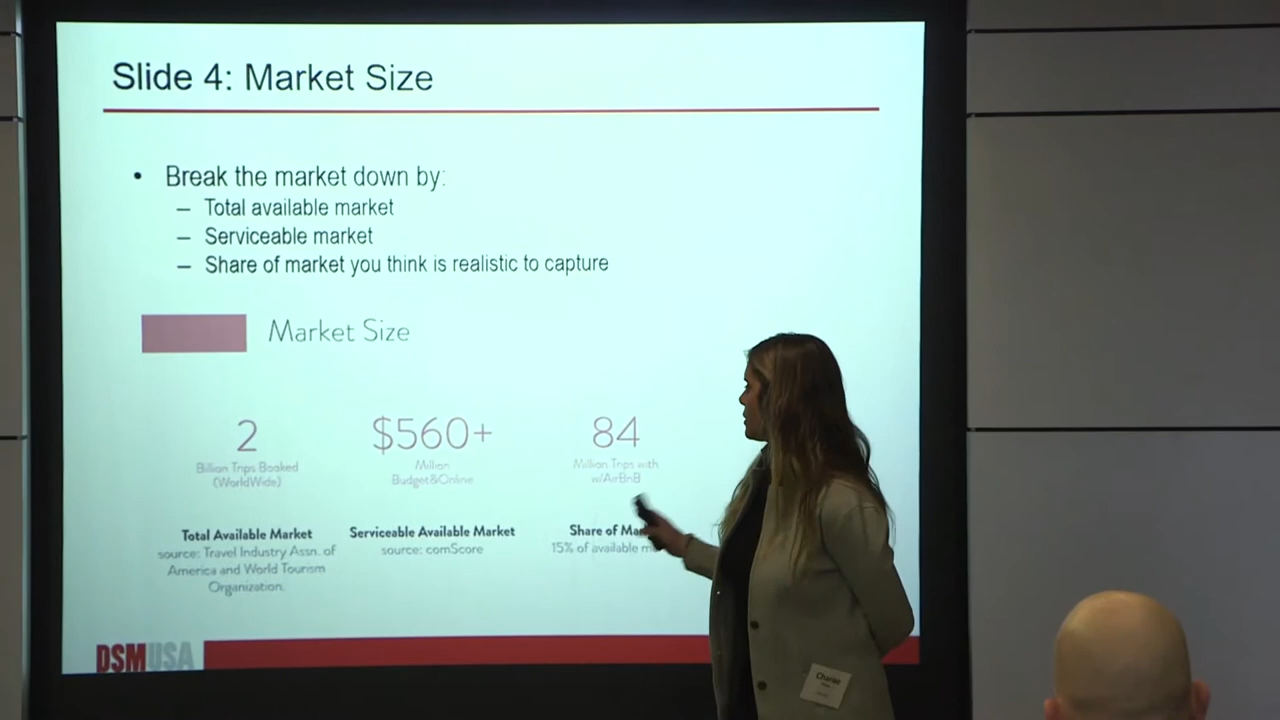 Slide 4: Market Size
• Break the market down by:
– Total available market
– Serviceable market
– Share of market you think is realistic to capture
Market Size
2
Billion Trips Booked
(WorldWide)
$560+
Million
Budget&Online
84
Million Trips with
w/AirBnB
Total Available Market
source: Travel Industry Assn. of
America and World Tourism
Organization.
Serviceable Available Market
source: comScore
Share of Ma
15% of available m
DSMUSA